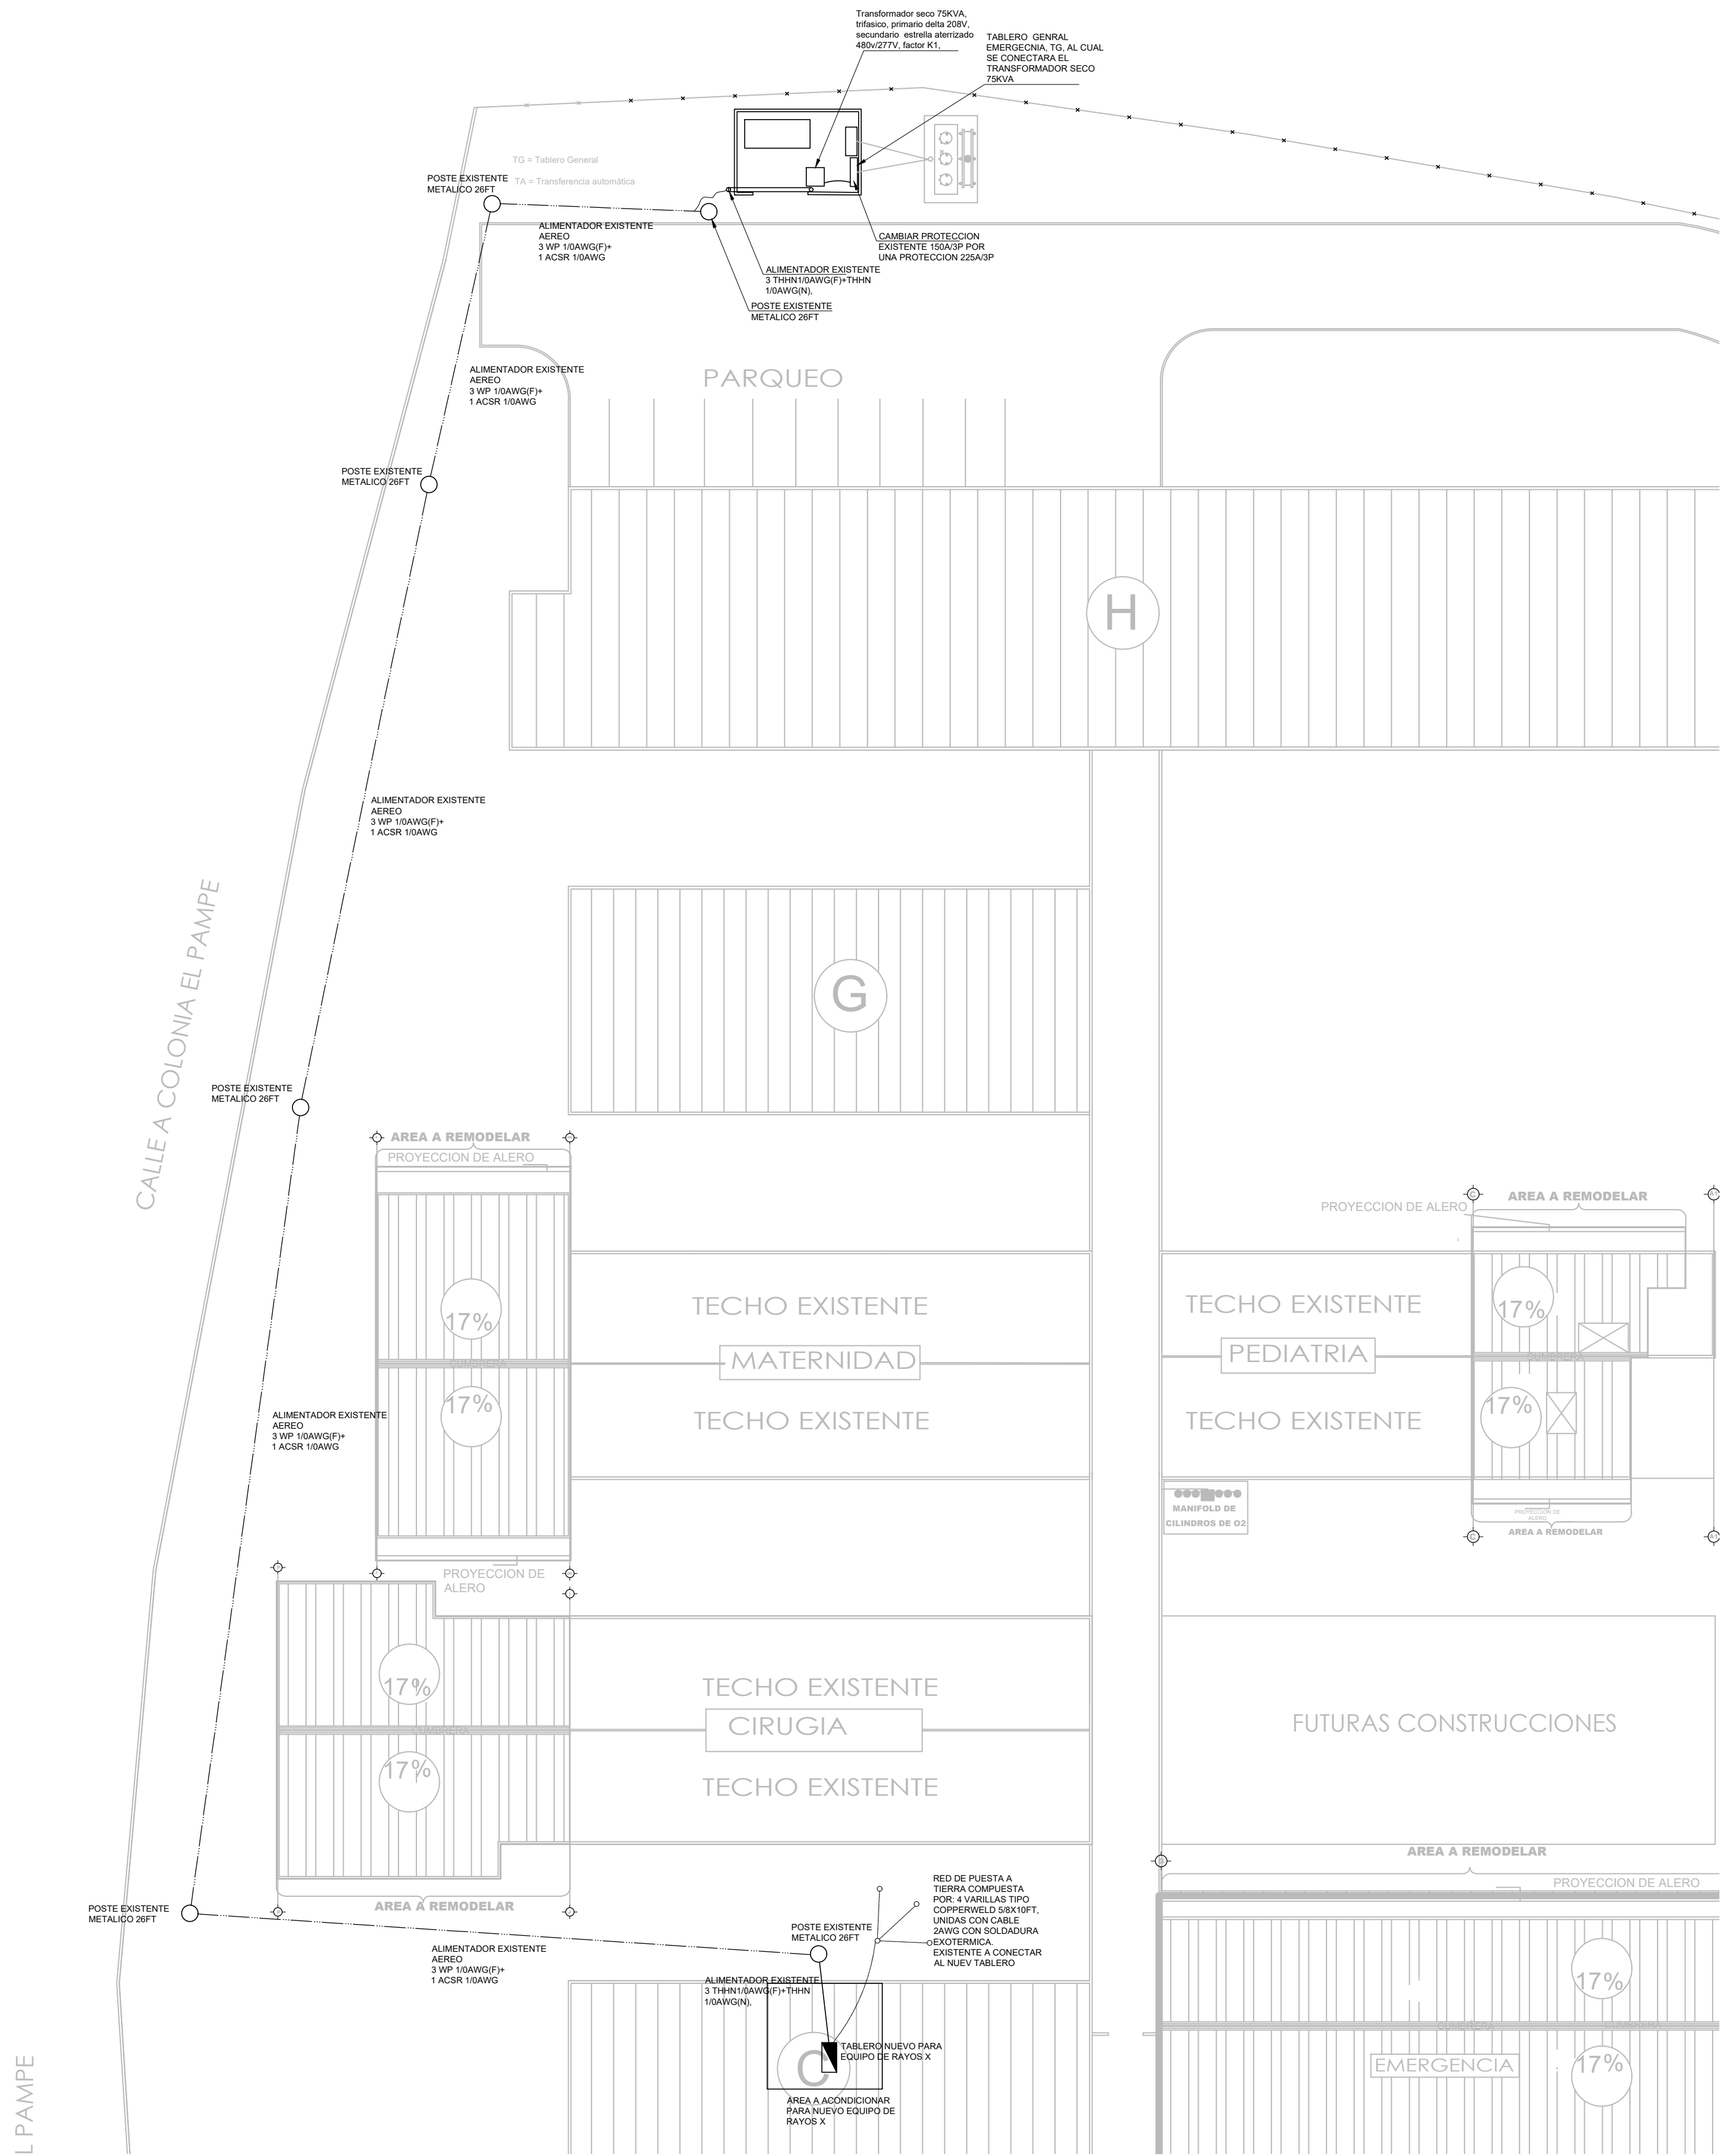 Transformador seco 75KVA,
trifasico, primario delta 208V,
secundario estrella aterrizado
480v/277V, factor K1,
TABLERO GENRAL
EMERGECNIA, TG, AL CUAL
SE CONECTARA EL
TRANSFORMADOR SECO
75KVA
TG = Tablero General
TA = Transferencia automática
POSTE EXISTENTE
METALICO 26FT
ALIMENTADOR EXISTENTE
AEREO
3 WP 1/0AWG(F)+
1 ACSR 1/0AWG
CAMBIAR PROTECCION
EXISTENTE 150A/3P POR
UNA PROTECCION 225A/3P
ALIMENTADOR EXISTENTE
3 THHN1/0AWG(F)+THHN
1/0AWG(N),
POSTE EXISTENTE
METALICO 26FT
ALIMENTADOR EXISTENTE
AEREO
3 WP 1/0AWG(F)+
1 ACSR 1/0AWG
PARQUEO
POSTE EXISTENTE
METALICO 26FT
H
ALIMENTADOR EXISTENTE
AEREO
3 WP 1/0AWG(F)+
1 ACSR 1/0AWG
CALLE A COLONIA EL PAMPE
G
POSTE EXISTENTE
METALICO 26FT
AREA A REMODELAR
PROYECCION DE ALERO
PROYECCION DE ALERO
C
AREA A REMODELAR
A1
17%
CUMBRERA
17%
TECHO EXISTENTE
MATERNIDAD
TECHO EXISTENTE
TECHO EXISTENTE
PEDIATRIA
TECHO EXISTENTE
17%
CUMBRERA
17%
ALIMENTADOR EXISTENTE
AEREO
3 WP 1/0AWG(F)+
1 ACSR 1/0AWG
MANIFOLD DE
CILINDROS DE O2
PROYECCION DE
ALERO
AREA A REMODELAR
C
A1
PROYECCION DE
ALERO
17%
CUMBRERA
17%
TECHO EXISTENTE
CIRUGIA
TECHO EXISTENTE
FUTURAS CONSTRUCCIONES
AREA A REMODELAR
AREA A REMODELAR
PROYECCION DE ALERO
POSTE EXISTENTE
METALICO 26FT
ALIMENTADOR EXISTENTE
AEREO
3 WP 1/0AWG(F)+
1 ACSR 1/0AWG
POSTE EXISTENTE
METALICO 26FT
RED DE PUESTA A
TIERRA COMPUESTA
POR: 4 VARILLAS TIPO
COPPERWELD 5/8X10FT,
UNIDAS CON CABLE
2AWG CON SOLDADURA
EXOTERMICA.
EXISTENTE A CONECTAR
AL NUEV TABLERO
ALIMENTADOR EXISTENTE
3 THHN1/0AWG(F)+THHN
1/0AWG(N),
C
TABLERO NUEVO PARA
EQUIPO DE RAYOS X
AREA A ACONDICIONAR
PARA NUEVO EQUIPO DE
RAYOS X
17%
CUMBRERA
CUMBRERA
EMERGENCIA
17%
L PAMPE